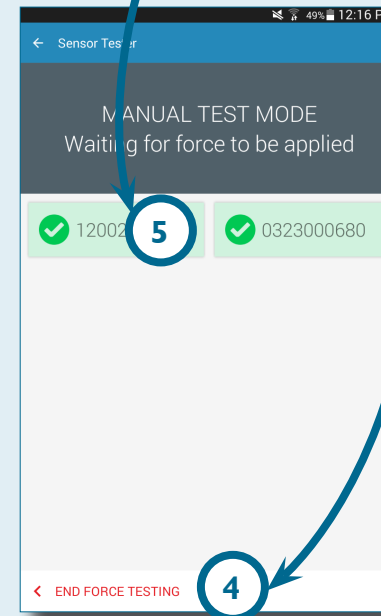 49% 12:16 P
← Sensor Tester
MANUAL TEST MODE
Waiting for force to be applied
12002
5
0323000680
< END FORCE TESTING
4